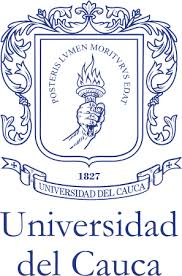 POSTERIS LVMEN MORITVRVS EDAT
1827
UNIVERSIDAD DEL CAUCA
Universidad
del Cauca